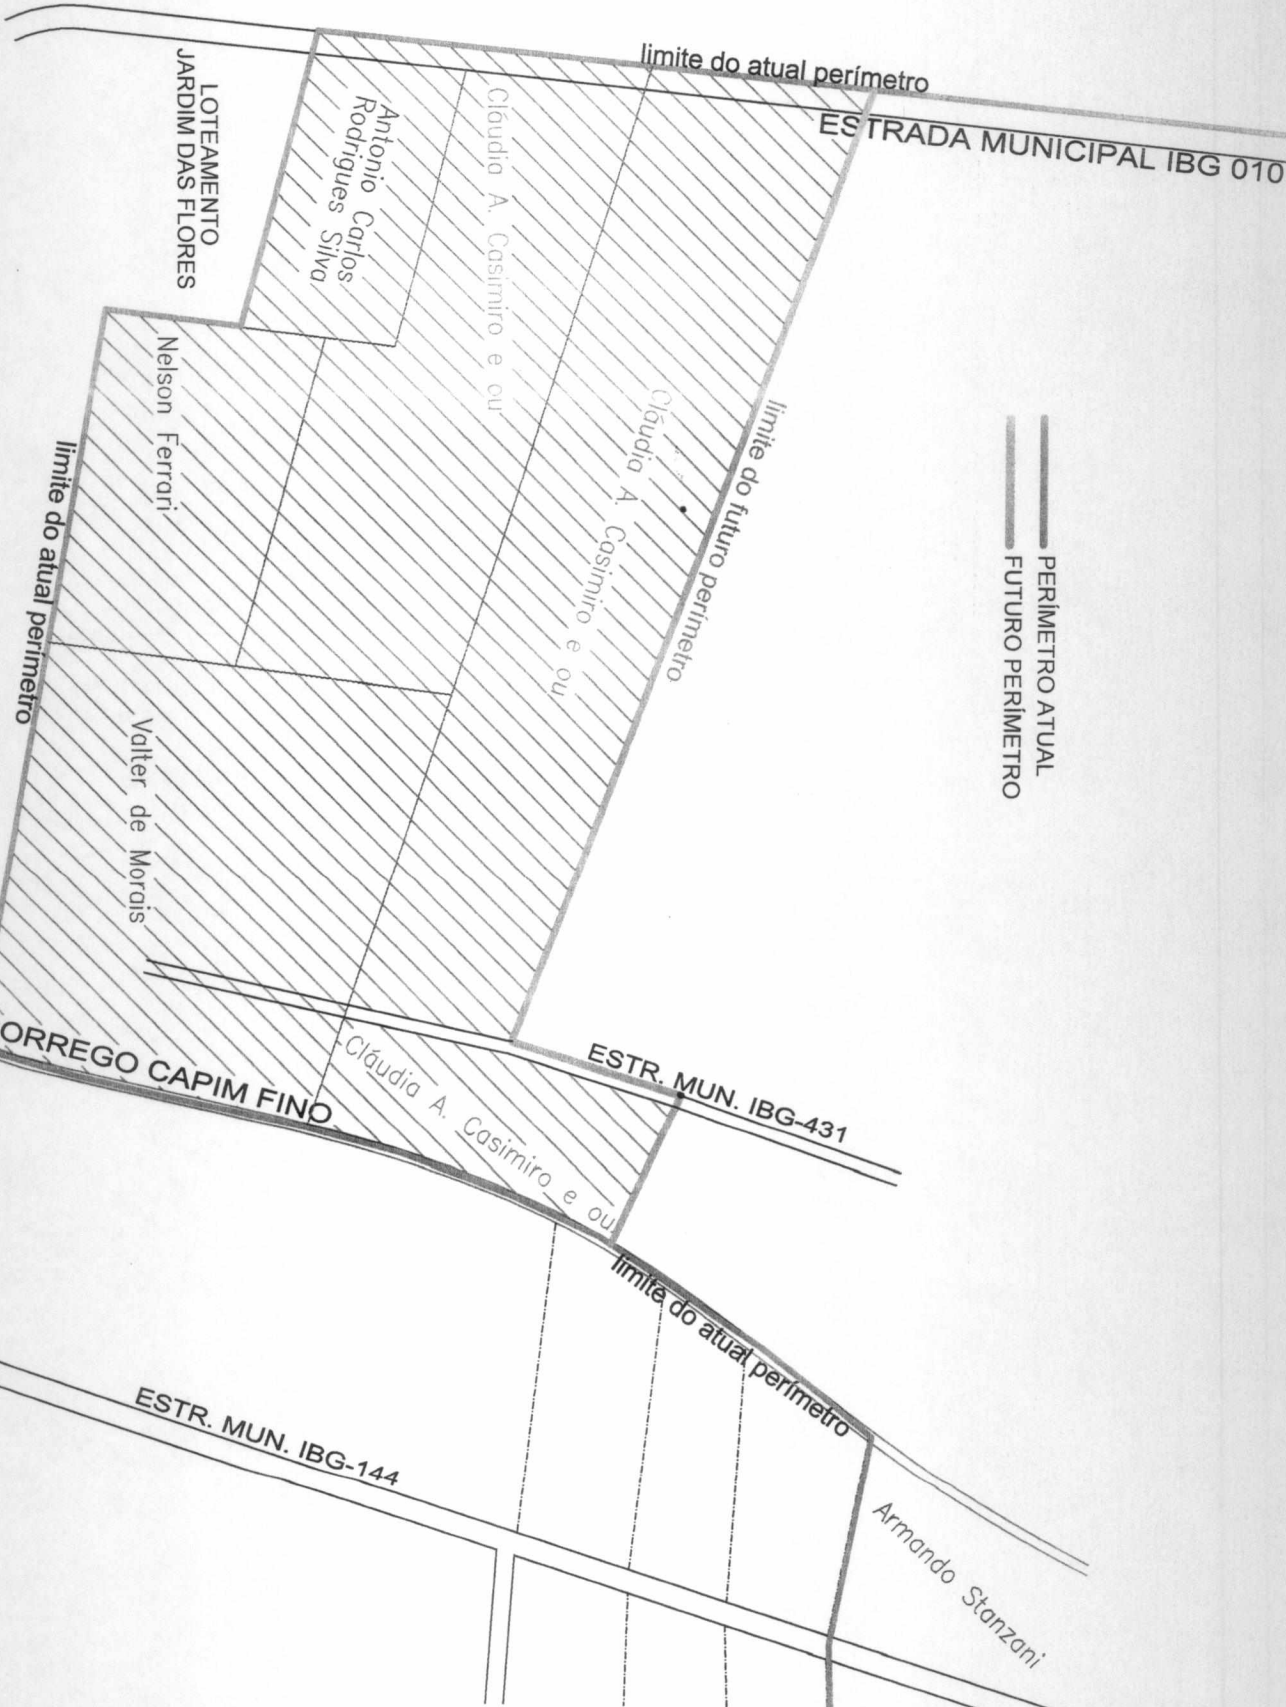 limite do atual perímetro
ESTRADA MUNICIPAL IBG 010
LOTEAMENTO
JARDIM DAS FLORES
Antonio Carlos
Rodrigues Silva
Cláudia A. Casimiro e ou
Cláudia A. Casimiro e ou
limite do futuro perímetro
PERÍMETRO ATUAL
FUTURO PERÍMETRO
Nelson Ferrari
limite do atual perímetro
Valter de Morais
ORREGO CAPIM FINO
Cláudia A. Casimiro e ou
ESTR. MUN. IBG-431
limite do atual perímetro
ESTR. MUN. IBG-144
Armando Stanzani